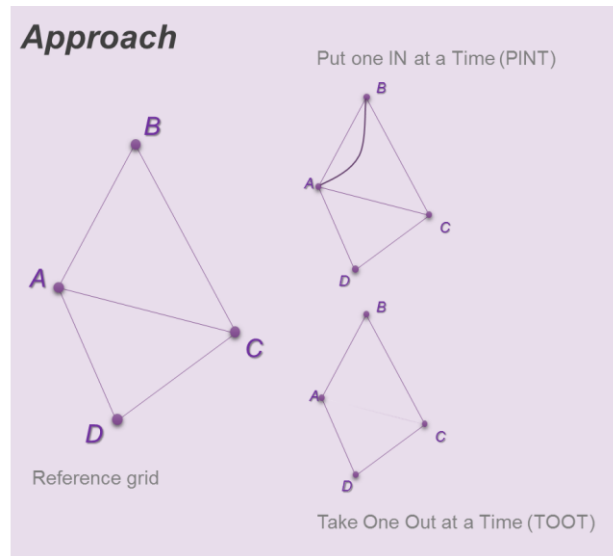 Approach
Put one IN at a Time (PINT)
B
A
C
D
Reference grid
B
A
C
D
B
A
C
D
Take One Out at a Time (TOOT)